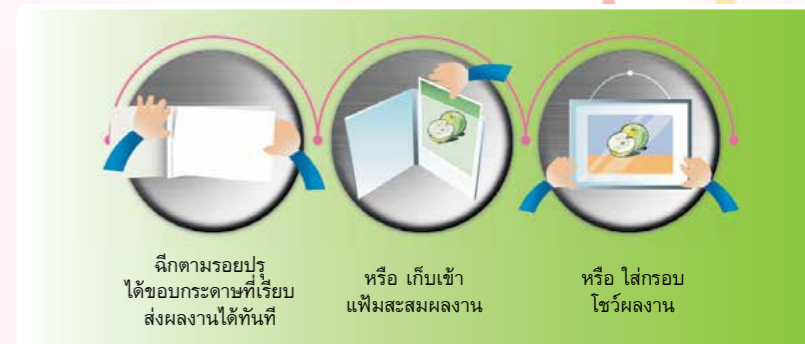 ฉีกตามรอยปรุ
ได้ขอบกระดาษที่เรียบ
ส่งผลงานได้ทันที
หรือ เก็บเข้า
แฟ้มสะสมผลงาน
หรือ ใส่กรอบ
โชว์ผลงาน